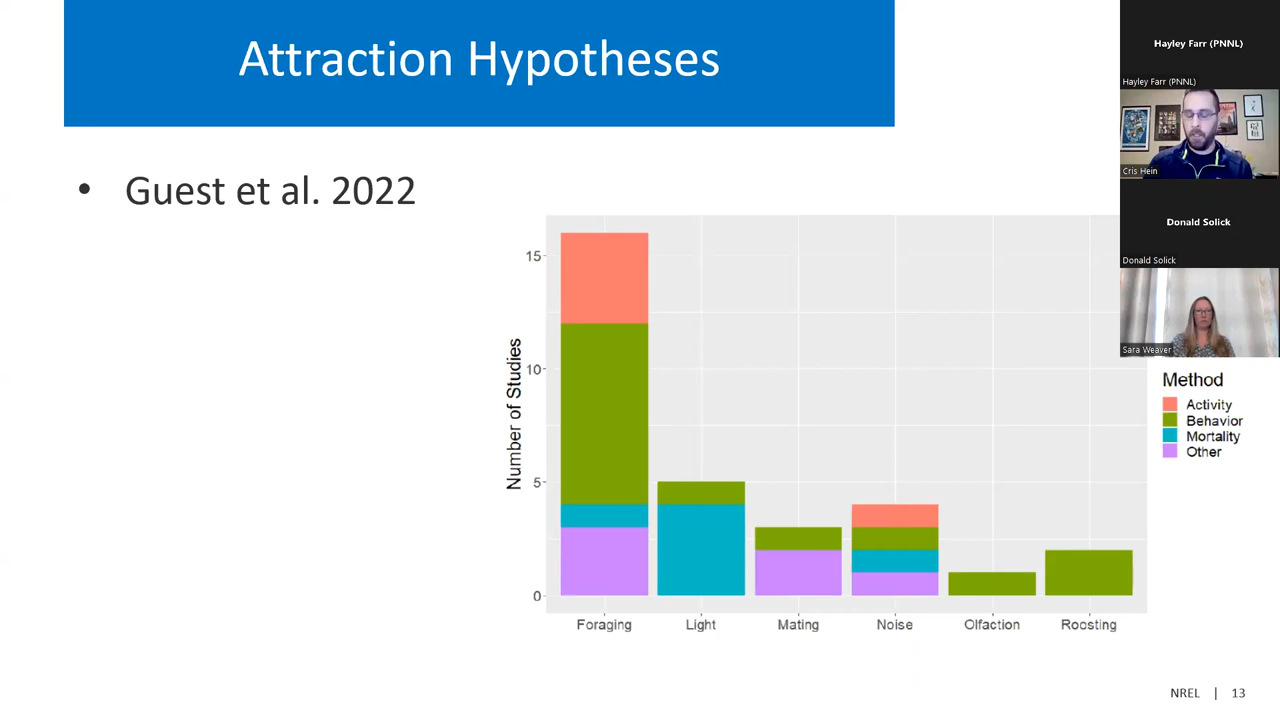 Attraction Hypotheses
• Guest et al. 2022
Number of Studies
15
10
5
0
Foraging
Light
Mating
Noise
Olfaction
Roosting
Method
Activity
Behavior
Mortality
Other
Hayley Farr (PNNL)
Hayley Farr (PNNL)
Cris Hein
Donald Solick
Donald Solick
Sara Weaver
NREL | 13